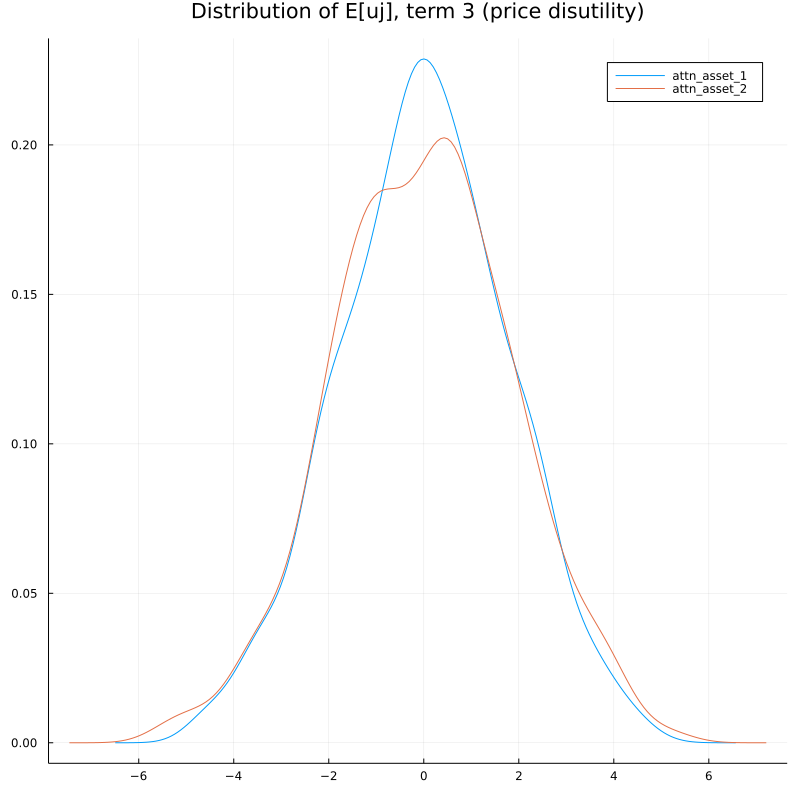 Distribution of E[uj], term 3 (price disutility)
attn_asset_1
attn_asset_2
0.20
0.15
0.10
0.05
0.00
−6 −4 −2 0 2 4 6